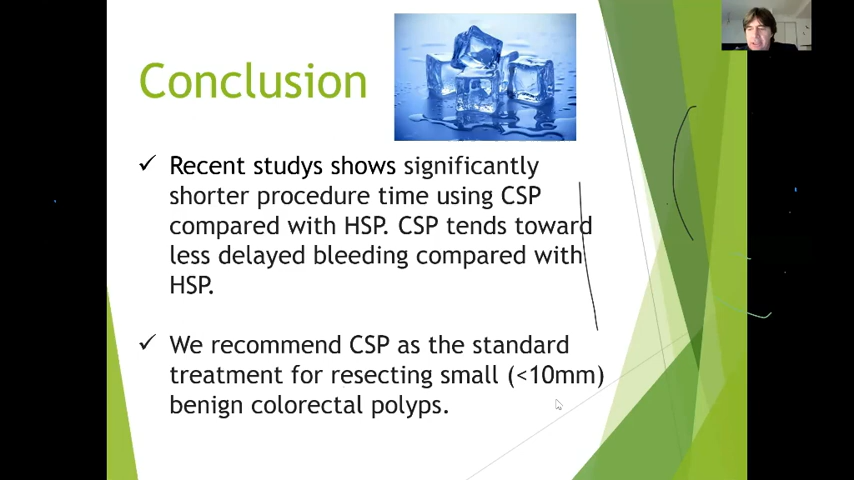 Conclusion
✓ Recent studys shows significantly
shorter procedure time using CSP
compared with HSP. CSP tends toward
less delayed bleeding compared with
HSP.
✓ We recommend CSP as the standard
treatment for resecting small (<10mm)
benign colorectal polyps.